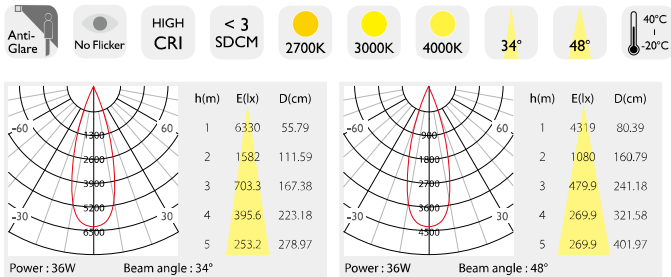 Anti-
Glare
No Flicker
HIGH
CRI
< 3
SDCM
2700K
3000K
4000K
34°
48°
40°C
-20°C
h(m) E(lx) D(cm)
1 6330 55.79
2 1582 111.59
3 703.3 167.38
4 395.6 223.18
5 253.2 278.97
-60 60
-30 30
1300
2600
3900
5200
6500
Power : 36W Beam angle : 34°
h(m) E(lx) D(cm)
1 4319 80.39
2 1080 160.79
3 479.9 241.18
4 269.9 321.58
5 269.9 401.97
-60 60
-30 30
900
1800
2700
3600
4500
Power : 36W Beam angle : 48°